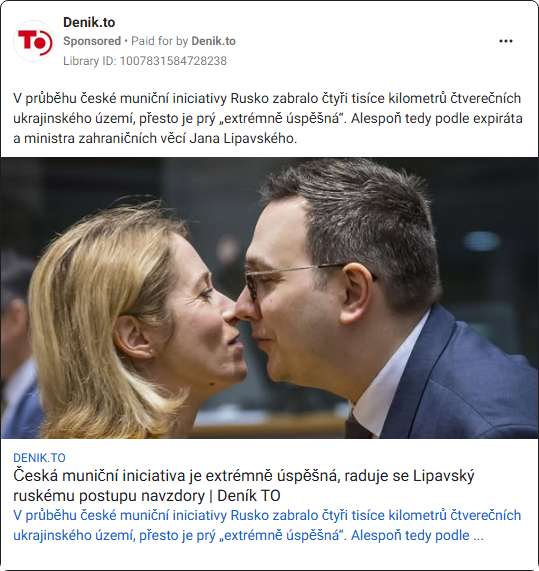 Denik.to
Sponsored • Paid for by Denik.to
Library ID: 1007831584728238
TO
V průběhu české muniční iniciativy Rusko zabralo čtyři tisíce kilometrů čtverečních
ukrajinského území, přesto je prý „extrémně úspěšná“. Alespoň tedy podle expiráta
a ministra zahraničních věcí Jana Lipavského.
DENIK.TO
Česká muniční iniciativa je extrémně úspěšná, raduje se Lipavský
ruskému postupu navzdory | Deník TO
V průběhu české muniční iniciativy Rusko zabralo čtyři tisíce kilometrů čtverečních
ukrajinského území, přesto je prý „extrémně úspěšná“. Alespoň tedy podle ...